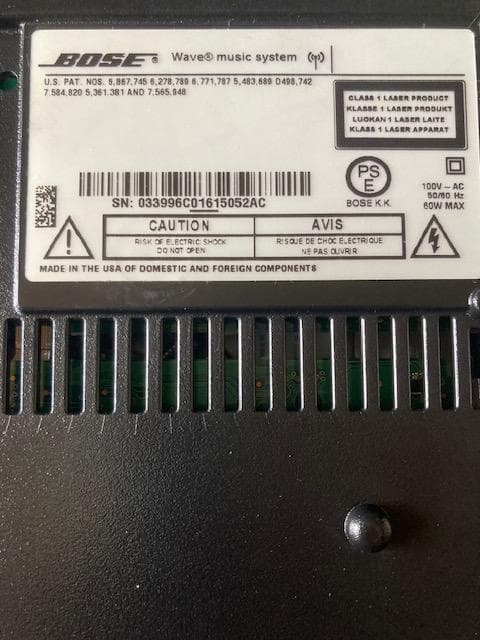 BOSE® Wave® music system
U.S. PAT. NOS. 6,867,745 6,278,789 6,771,787 5,483,689 D498,742
7,584,820 5,361,381 AND 7,565,948
CLASS 1 LASER PRODUCT
KLASSE 1 LASER PRODUKT
LUOKAN 1 LASER LAITE
KLASS 1 LASER APPARAT
PS
E
BOSE K.K.
100V ~ AC
50/60 Hz
60W MAX
SN: 033996C01615052AC
CAUTION
RISK OF ELECTRIC SHOCK
DO NOT OPEN
AVIS
RISQUE DE CHOC ELECTRIQUE
NE PAS OUVRIR
MADE IN THE USA OF DOMESTIC AND FOREIGN COMPONENTS